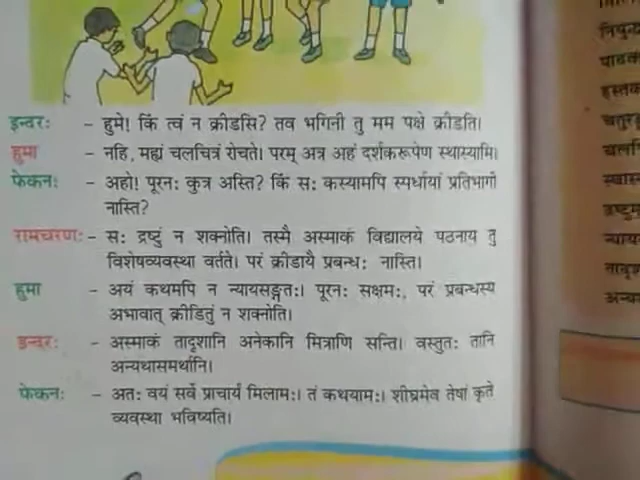 इन्दरः – हुमे! किं त्वं न क्रीडसि? तव भगिनी तु मम पक्षे क्रीडति।
हुमा – नहि, मह्यं चलचित्रं रोचते। परम् अत्र अहं दर्शकरूपेण स्थास्यामि।
फेकनः – अहो! पूरनः कुत्र अस्ति? किं सः कस्यामपि स्पर्धायां प्रतिभागी
नास्ति?
रामचरणः – सः द्रष्टुं न शक्नोति। तस्मै अस्माकं विद्यालये पठनाय तु
विशेषव्यवस्था वर्तते। परं क्रीडायै प्रबन्धः नास्ति।
हुमा – अयं कथमपि न न्यायसङ्गतः। पूरनः सक्षमः, परं प्रबन्धस्य
अभावात् क्रीडितुं न शक्नोति।
इन्दरः – अस्माकं तादृशानि अनेकानि मित्राणि सन्ति। वस्तुतः तानि
अन्यथासमर्थानि।
फेकनः – अतः वयं सर्वे प्राचार्यं मिलामः। तं कथयामः। शीघ्रमेव तेषां कृते
व्यवस्था भविष्यति।